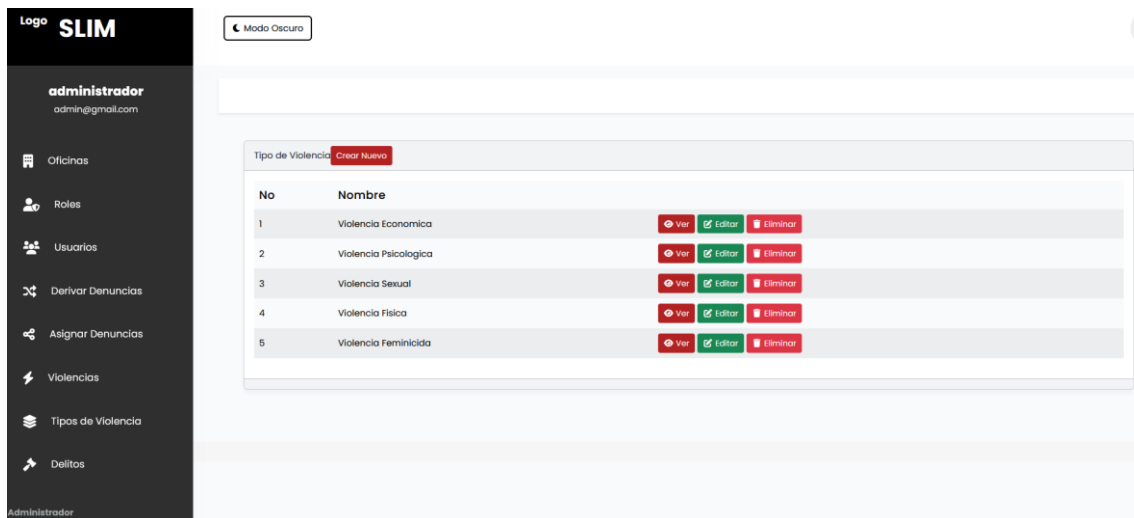 Logo SLIM
Modo Oscuro
administrador
admin@gmail.com
Oficinas
Roles
Usuarios
Derivar Denuncias
Asignar Denuncias
Violencias
Tipos de Violencia
Delitos
Administrador
Tipo de Violencia Crear Nuevo
No Nombre
1 Violencia Economica Ver Editar Eliminar
2 Violencia Psicologica Ver Editar Eliminar
3 Violencia Sexual Ver Editar Eliminar
4 Violencia Fisica Ver Editar Eliminar
5 Violencia Feminicida Ver Editar Eliminar